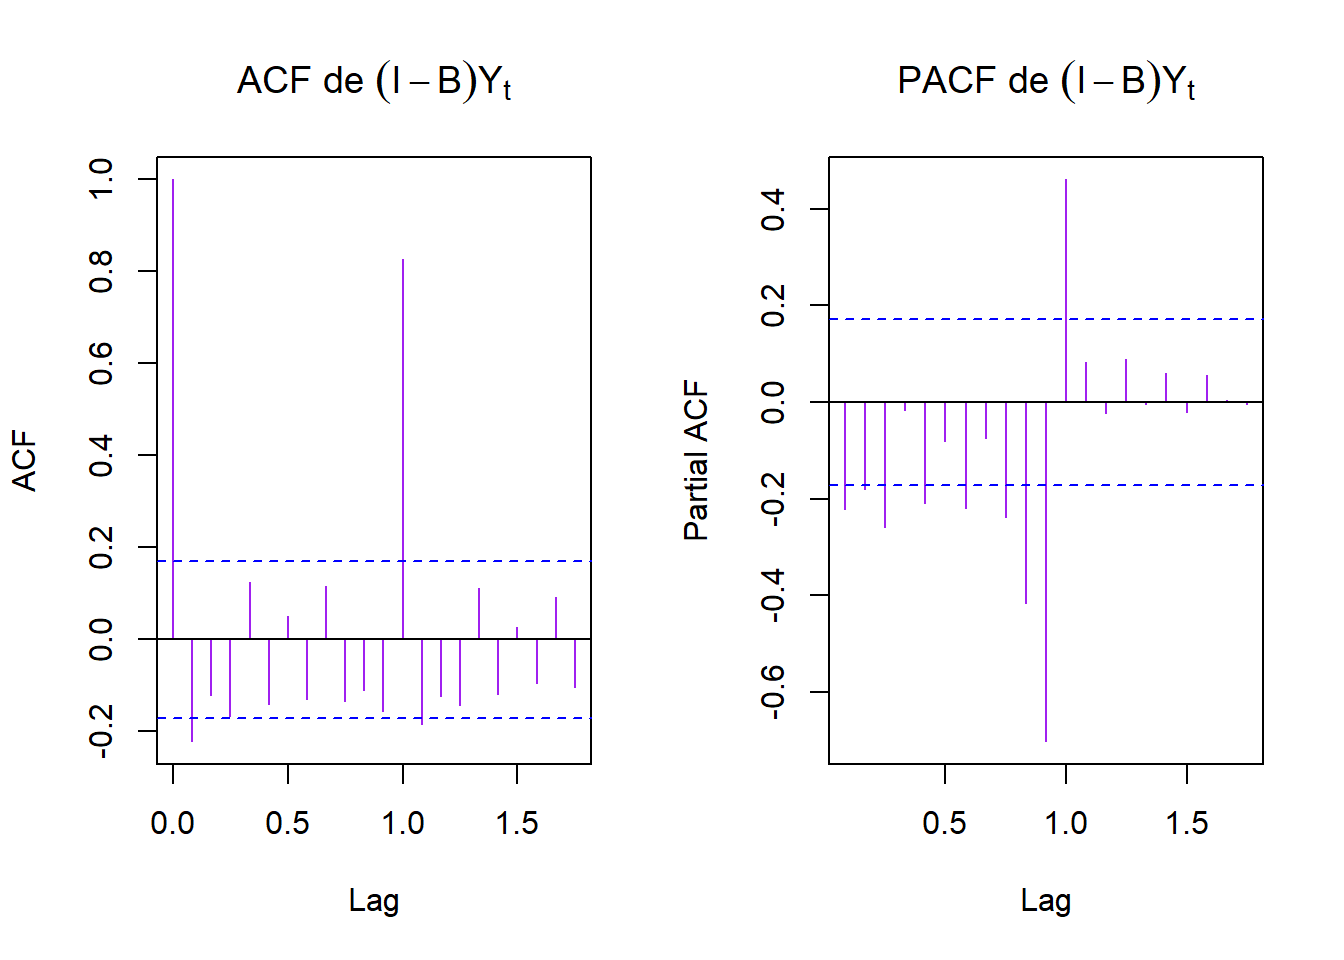 ACF de (I − B)Yt
ACF
1.0
0.8
0.6
0.4
0.2
0.0
-0.2
0.0 0.5 1.0 1.5
Lag
PACF de (I − B)Yt
Partial ACF
0.4
0.2
0.0
-0.2
-0.4
-0.6
0.5 1.0 1.5
Lag